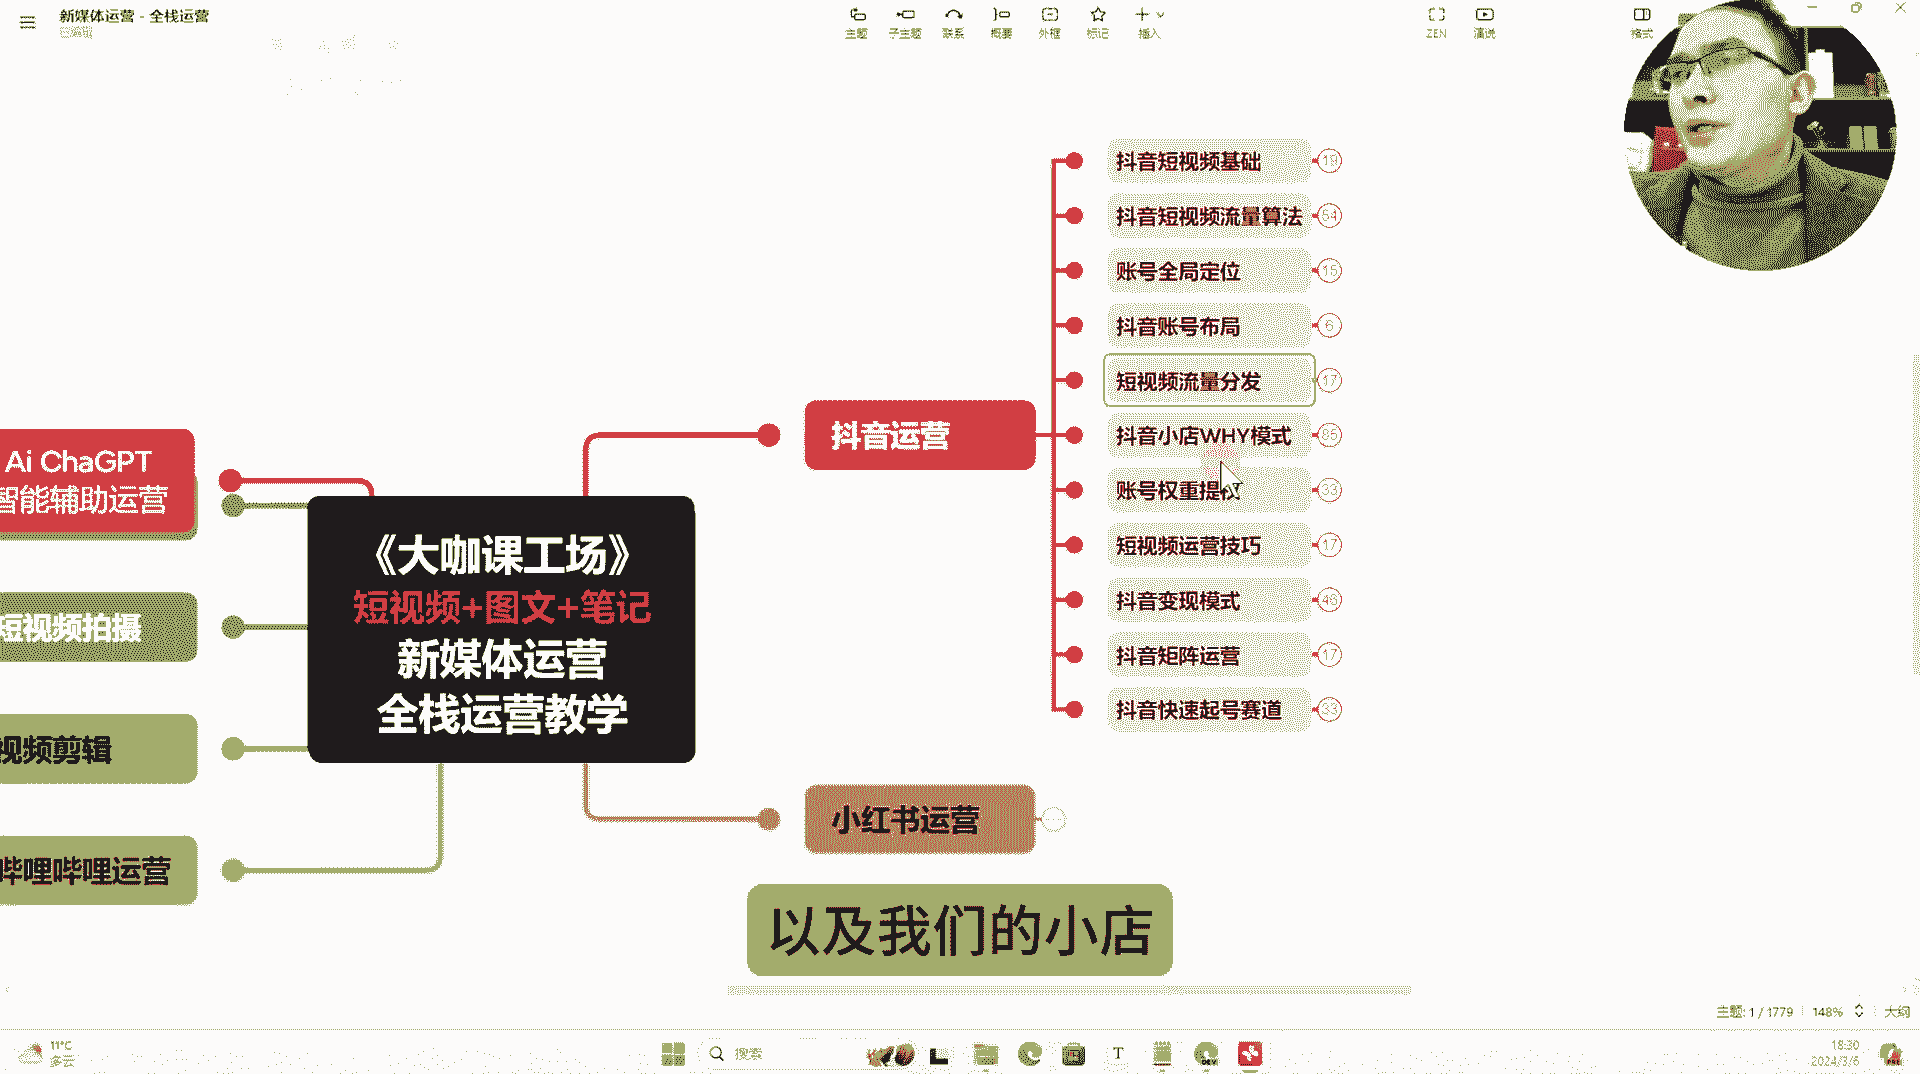 新媒体运营 - 全栈运营
已编辑
主题
子主题
联系
概要
外框
标记
插入
ZEN
演说
格式
抖音短视频基础
19
抖音短视频流量算法
54
账号全局定位
15
抖音账号布局
6
短视频流量分发
17
抖音运营
抖音小店WHY模式
85
账号权重提
33
短视频运营技巧
17
抖音变现模式
46
抖音矩阵运营
17
抖音快速起号赛道
33
Ai ChaGPT
智能辅助运营
短视频拍摄
视频剪辑
哔哩哔哩运营
《大咖课工场》
短视频+图文+笔记
新媒体运营
全栈运营教学
小红书运营
以及我们的小店
主题: 1 / 1779
148%
大纲
11°C
多云
搜索
18:30
2024/3/6